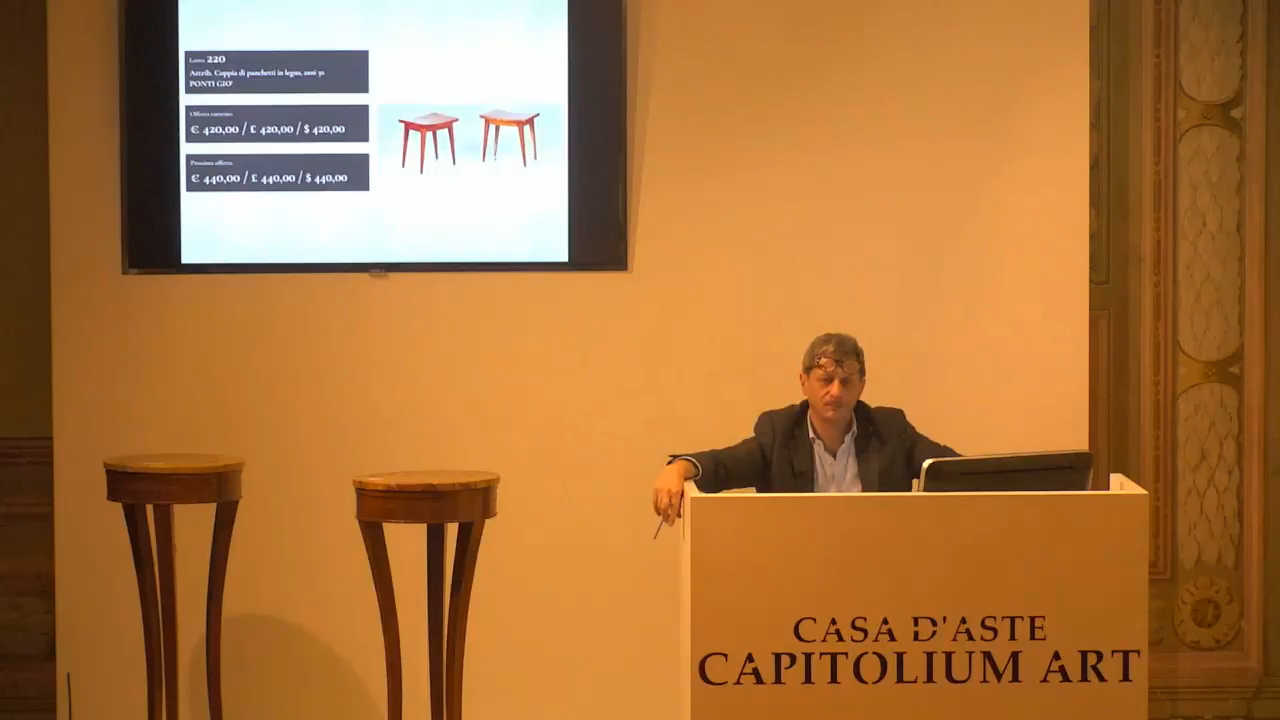 Lotto: 220
Attrib. Coppia di panchetti in legno, anni 50
PONTI GIO'
Offerta corrente:
€ 420,00 / £ 420,00 / $ 420,00
Prossima offerta:
€ 440,00 / £ 440,00 / $ 440,00
CASA D'ASTE
CAPITOLIUM ART